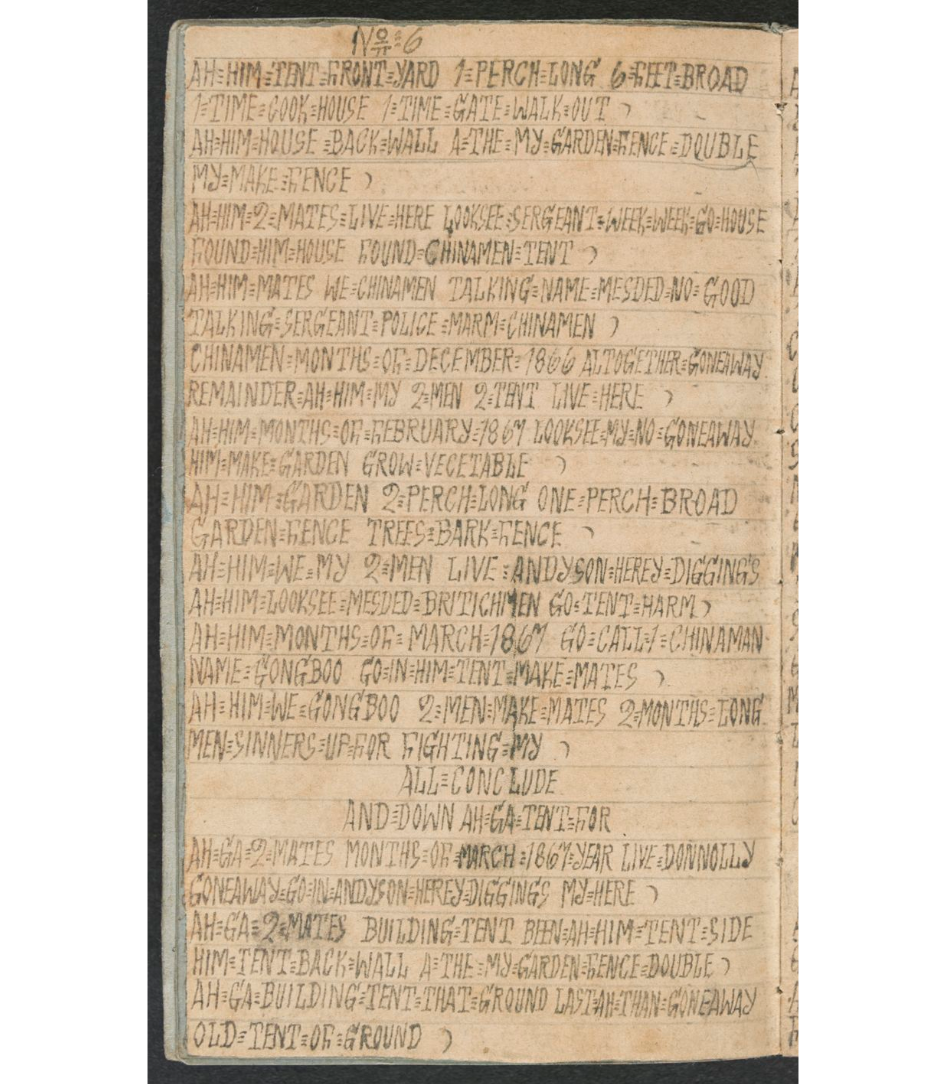 No=6
AH=HIM=TENT=FRONT=YARD 1=PERCH=LONG 6=FEET=BROAD
1=TIME=COOK=HOUSE 1=TIME=GATE=WALK=OUT )
AH=HIM=HOUSE =BACK=WALL A=THE=MY=GARDEN=FENCE=DOUBLE
MY=MAKE=FENCE )
AH=HIM=2=MATES=LIVE=HERE LOOKSEE=SERGEANT=WEEK=WEEK=GO=HOUSE
FOUND=HIM=HOUSE FOUND=CHINAMEN=TENT )
AH=HIM=MATES WE=CHINAMEN TALKING=NAME=MESDED=NO=GOOD
TALKING=SERGEANT=POLICE=MARM=CHINAMEN )
CHINAMEN=MONTHS=OF=DECEMBER=1866 ALTOGETHER=GONEAWAY
REMAINDER=AH=HIM=MY 2=MEN 2=TENT LIVE=HERE )
AH=HIM=MONTHS=OF=FEBRUARY=1867 LOOKSEE=MY=NO=GONEAWAY
HIM=MAKE=GARDEN GROW=VECETABLE )
AH=HIM=GARDEN 2=PERCH=LONG ONE=PERCH=BROAD
GARDEN=FENCE TREES=BARK=FENCE )
AH=HIM=WE=MY 2=MEN LIVE=ANDYSON=HEREY=DIGGING'S
AH=HIM=LOOKSEE=MESDED=BRITICHMEN GO=TENT=HARM )
AH=HIM=MONTHS=OF=MARCH=1867 GO=CALL=1=CHINAMAN
NAME=GONGBOO GO=IN=HIM=TENT=MAKE=MATES )
AH=HIM=WE=GONGBOO 2=MEN=MAKE=MATES 2=MONTHS=LONG
MEN=SINNERS=UP=FOR FIGHTING=MY )
ALL=CONCLUDE
AND=DOWN AH=GA=TENT=FOR
AH=GA=2=MATES MONTHS=OF=MARCH=1867=YEAR LIVE=DONNOLLY
GONEAWAY=GO=IN=ANDYSON=HEREY=DIGGINGS MY=HERE )
AH=GA=2=MATES BUILDING=TENT BEEN=AH=HIM=TENT=SIDE
HIM=TENT=BACK=WALL A=THE=MY=GARDEN=FENCE=DOUBLE )
AH=GA=BUILDING=TENT=THAT=GROUND LAST=AH=THAN=GONEAWAY
OLD=TENT=OF=GROUND )